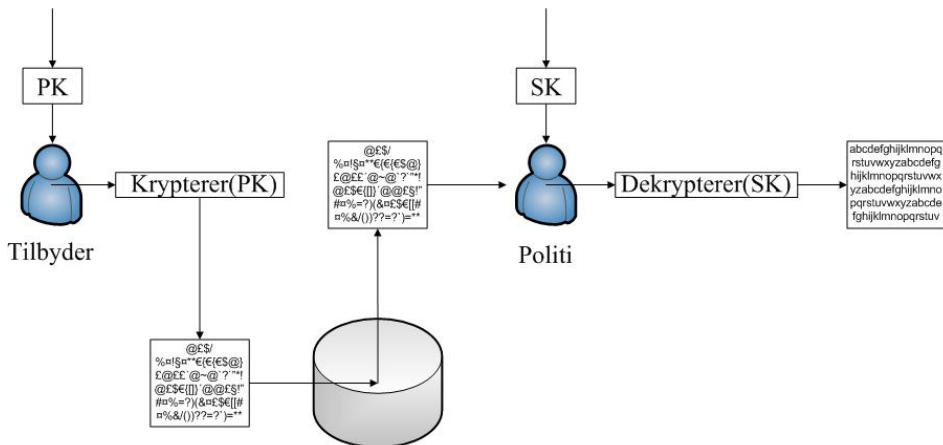 PK
SK
Tilbyder
Krypterer(PK)
@£$/
%¤!§¤**€{€{€$@}
£@££´@~@`?¨"*!
@£$€{[]}´@@£§!"
#¤%=?)(&¤£$€[[#
¤%&/())??=?`)=**
Politi
Dekrypterer(SK)
abcdefghijklmnopq
rstuvwxyzabcdefg
hijklmnopqrstuvwx
yzabcdefghijklmno
pqrstuvwxyzabcde
fghijklmnopqrstuv
@£$/
%¤!§¤**€{€{€$@}
£@££´@~@`?¨"*!
@£$€{[]}´@@£§!"
#¤%=?)(&¤£$€[[#
¤%&/())??=?`)=**